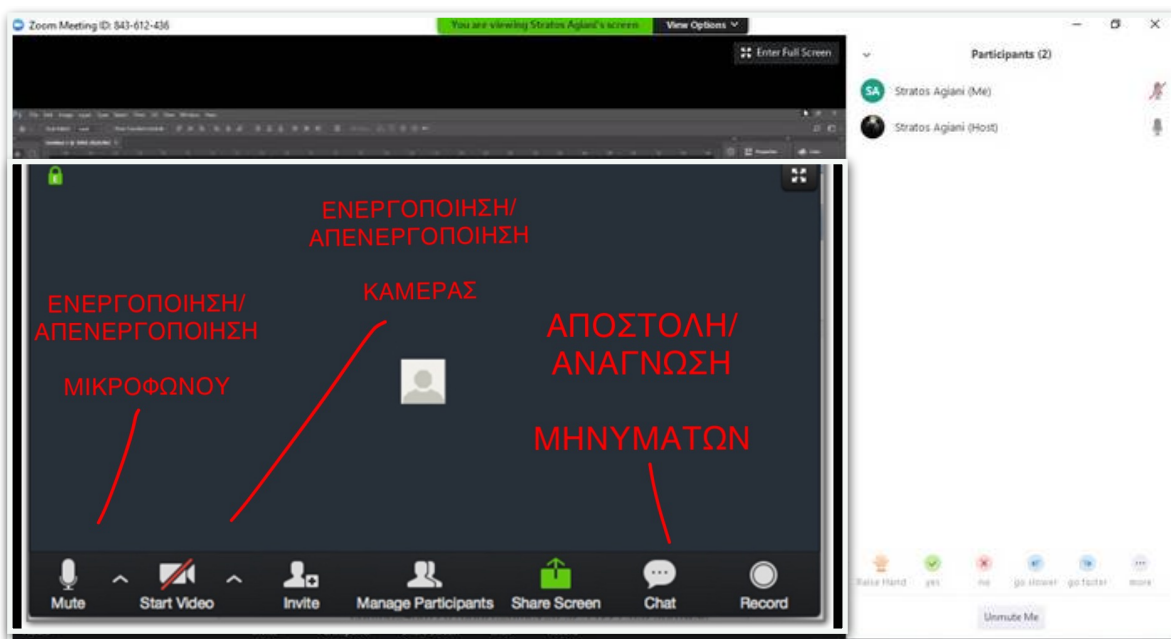 Zoom Meeting ID: 843-612-436
You are viewing Stratos Agiani's screen
View Options
Enter Full Screen
Participants (2)
SA Stratos Agiani (Me)
Stratos Agiani (Host)
ΕΝΕΡΓΟΠΟΙΗΣΗ/
ΑΠΕΝΕΡΓΟΠΟΙΗΣΗ
ΚΑΜΕΡΑΣ
ΕΝΕΡΓΟΠΟΙΗΣΗ/
ΑΠΕΝΕΡΓΟΠΟΙΗΣΗ
ΜΙΚΡΟΦΩΝΟΥ
ΑΠΟΣΤΟΛΗ/
ΑΝΑΓΝΩΣΗ
ΜΗΝΥΜΑΤΩΝ
Mute
Start Video
Invite
Manage Participants
Share Screen
Chat
Record
Raise Hand
yes
no
go slower
go faster
more
Unmute Me